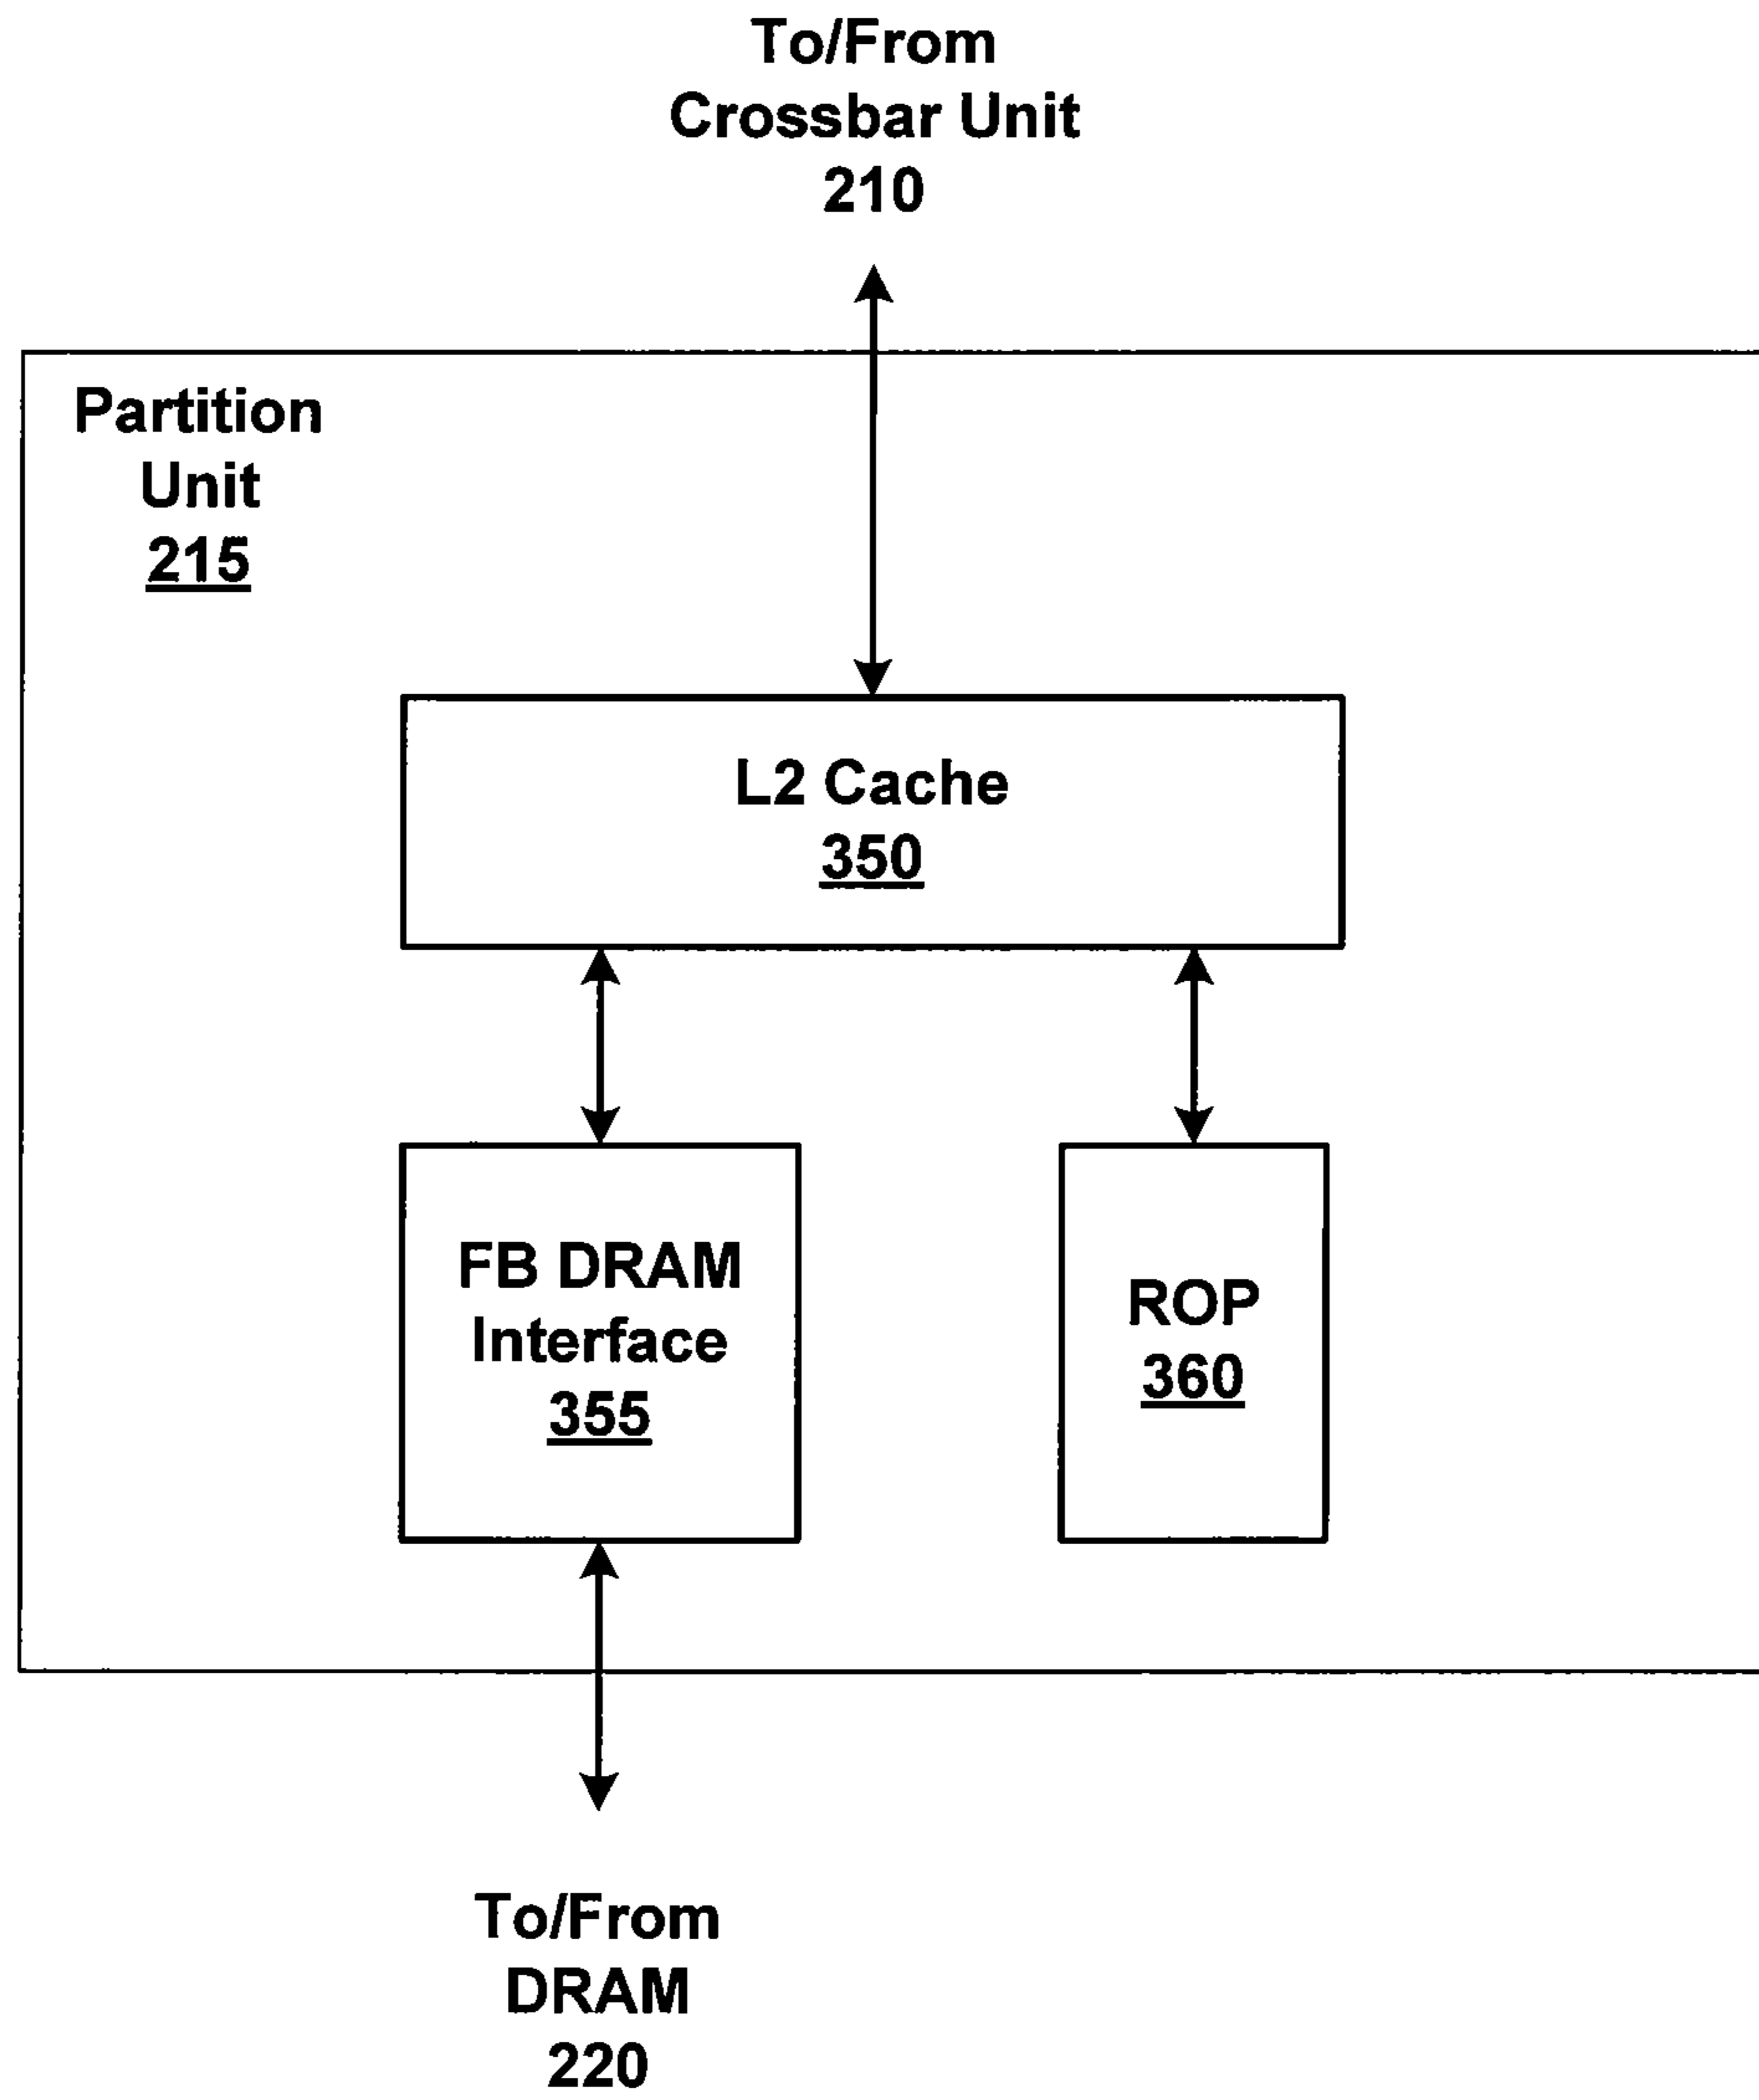 To/From
Crossbar Unit
210
Partition
Unit
215
L2 Cache
350
FB DRAM
Interface
355
ROP
360
To/From
DRAM
220